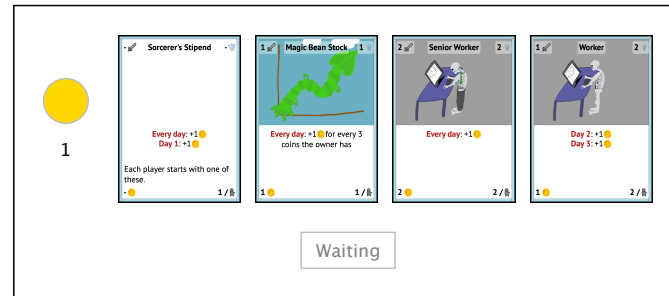 1
- Sorcerer's Stipend -
Every day: +1
Day 1: +1
Each player starts with one of
these.
- 1 /
1 Magic Bean Stock 1
Every day: +1 for every 3
coins the owner has
1 1 /
2 Senior Worker 2
Every day: +1
2 2 /
1 Worker 2
Day 2: +1
Day 3: +1
1 2 /
Waiting